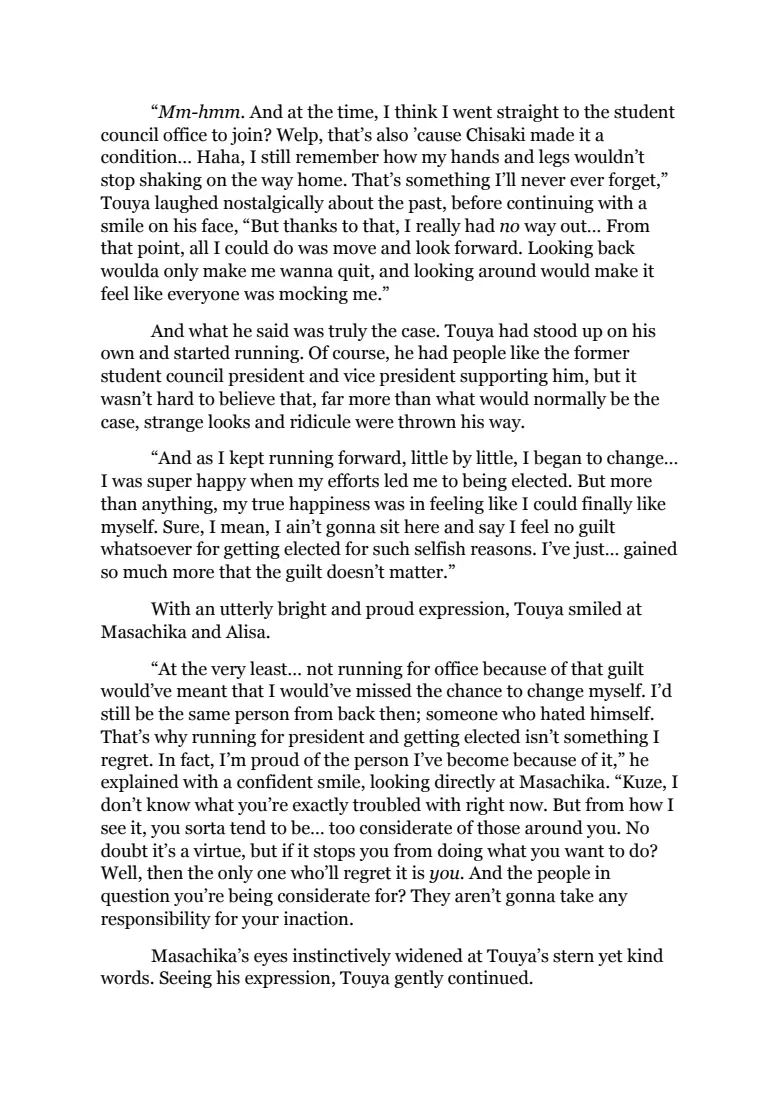 “Mm-hmm. And at the time, I think I went straight to the student
council office to join? Welp, that’s also ’cause Chisaki made it a
condition… Haha, I still remember how my hands and legs wouldn’t
stop shaking on the way home. That’s something I’ll never ever forget,”
Touya laughed nostalgically about the past, before continuing with a
smile on his face, “But thanks to that, I really had no way out… From
that point, all I could do was move and look forward. Looking back
woulda only make me wanna quit, and looking around would make it
feel like everyone was mocking me.”
And what he said was truly the case. Touya had stood up on his
own and started running. Of course, he had people like the former
student council president and vice president supporting him, but it
wasn’t hard to believe that, far more than what would normally be the
case, strange looks and ridicule were thrown his way.
“And as I kept running forward, little by little, I began to change…
I was super happy when my efforts led me to being elected. But more
than anything, my true happiness was in feeling like I could finally like
myself. Sure, I mean, I ain’t gonna sit here and say I feel no guilt
whatsoever for getting elected for such selfish reasons. I’ve just… gained
so much more that the guilt doesn’t matter.”
With an utterly bright and proud expression, Touya smiled at
Masachika and Alisa.
“At the very least… not running for office because of that guilt
would’ve meant that I would’ve missed the chance to change myself. I’d
still be the same person from back then; someone who hated himself.
That’s why running for president and getting elected isn’t something I
regret. In fact, I’m proud of the person I’ve become because of it,” he
explained with a confident smile, looking directly at Masachika. “Kuze, I
don’t know what you’re exactly troubled with right now. But from how I
see it, you sorta tend to be… too considerate of those around you. No
doubt it’s a virtue, but if it stops you from doing what you want to do?
Well, then the only one who’ll regret it is you. And the people in
question you’re being considerate for? They aren’t gonna take any
responsibility for your inaction.
Masachika’s eyes instinctively widened at Touya’s stern yet kind
words. Seeing his expression, Touya gently continued.